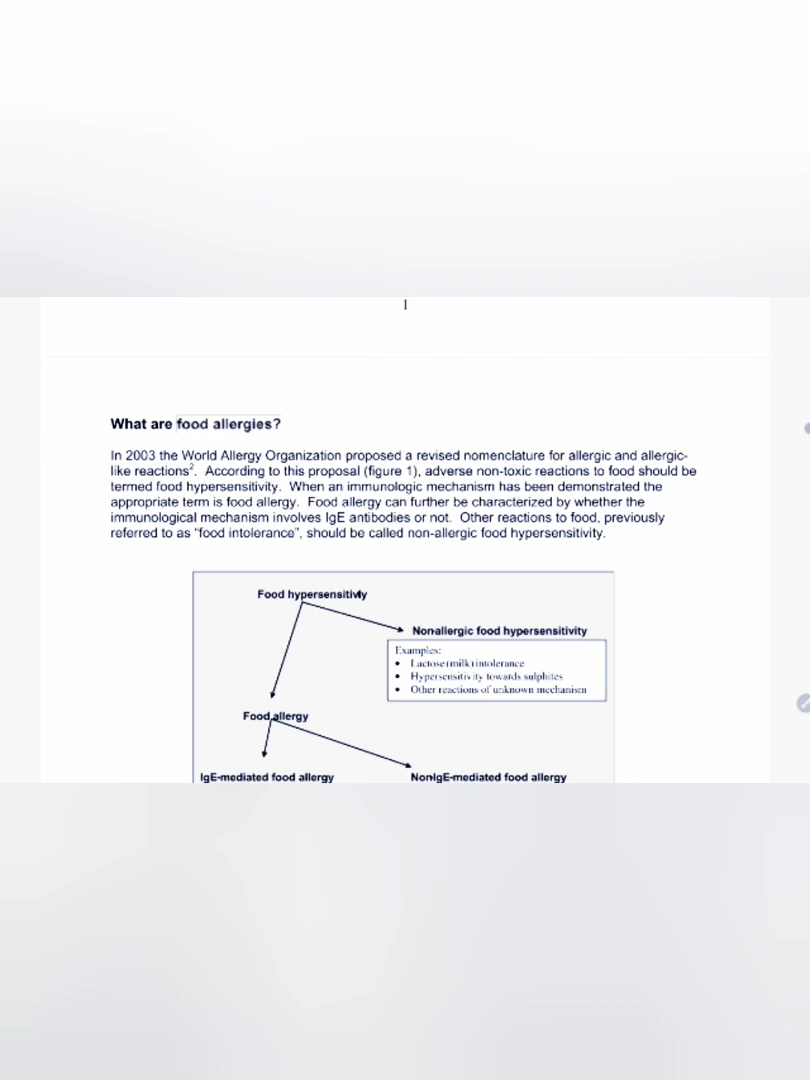 1
What are food allergies?
In 2003 the World Allergy Organization proposed a revised nomenclature for allergic and allergic-
like reactions². According to this proposal (figure 1), adverse non-toxic reactions to food should be
termed food hypersensitivity. When an immunologic mechanism has been demonstrated the
appropriate term is food allergy. Food allergy can further be characterized by whether the
immunological mechanism involves IgE antibodies or not. Other reactions to food, previously
referred to as “food intolerance”, should be called non-allergic food hypersensitivity.
Food hypersensitivity
Nonallergic food hypersensitivity
Examples:
• Lactose (milk) intolerance
• Hypersensitivity towards sulphites
• Other reactions of unknown mechanism
Food allergy
IgE-mediated food allergy
NonIgE-mediated food allergy